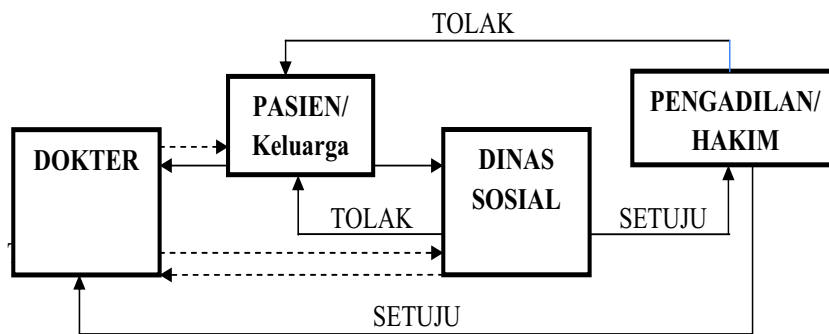 TOLAK
PASIEN/
Keluarga
PENGADILAN/
HAKIM
DOKTER
DINAS
SOSIAL
TOLAK
SETUJU
SETUJU